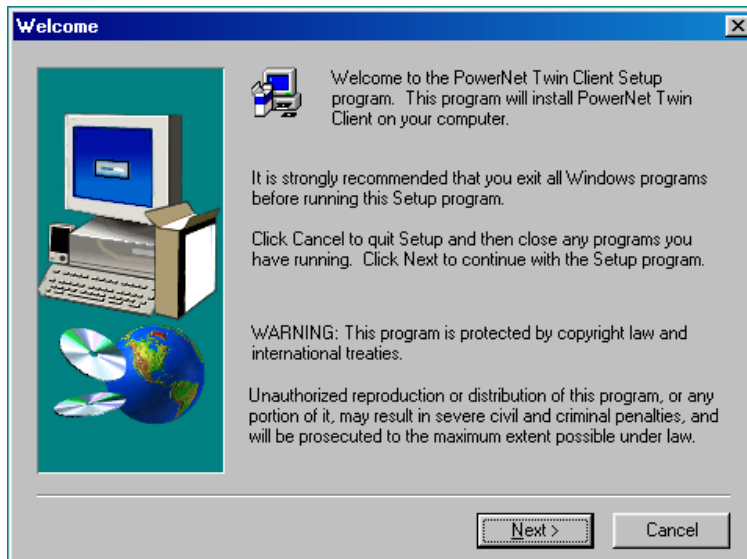 Welcome
Welcome to the PowerNet Twin Client Setup
program.  This program will install PowerNet Twin
Client on your computer.
It is strongly recommended that you exit all Windows programs
before running this Setup program.
Click Cancel to quit Setup and then close any programs you
have running.  Click Next to continue with the Setup program.
WARNING: This program is protected by copyright law and
international treaties.
Unauthorized reproduction or distribution of this program, or any
portion of it, may result in severe civil and criminal penalties, and
will be prosecuted to the maximum extent possible under law.
Next > Cancel